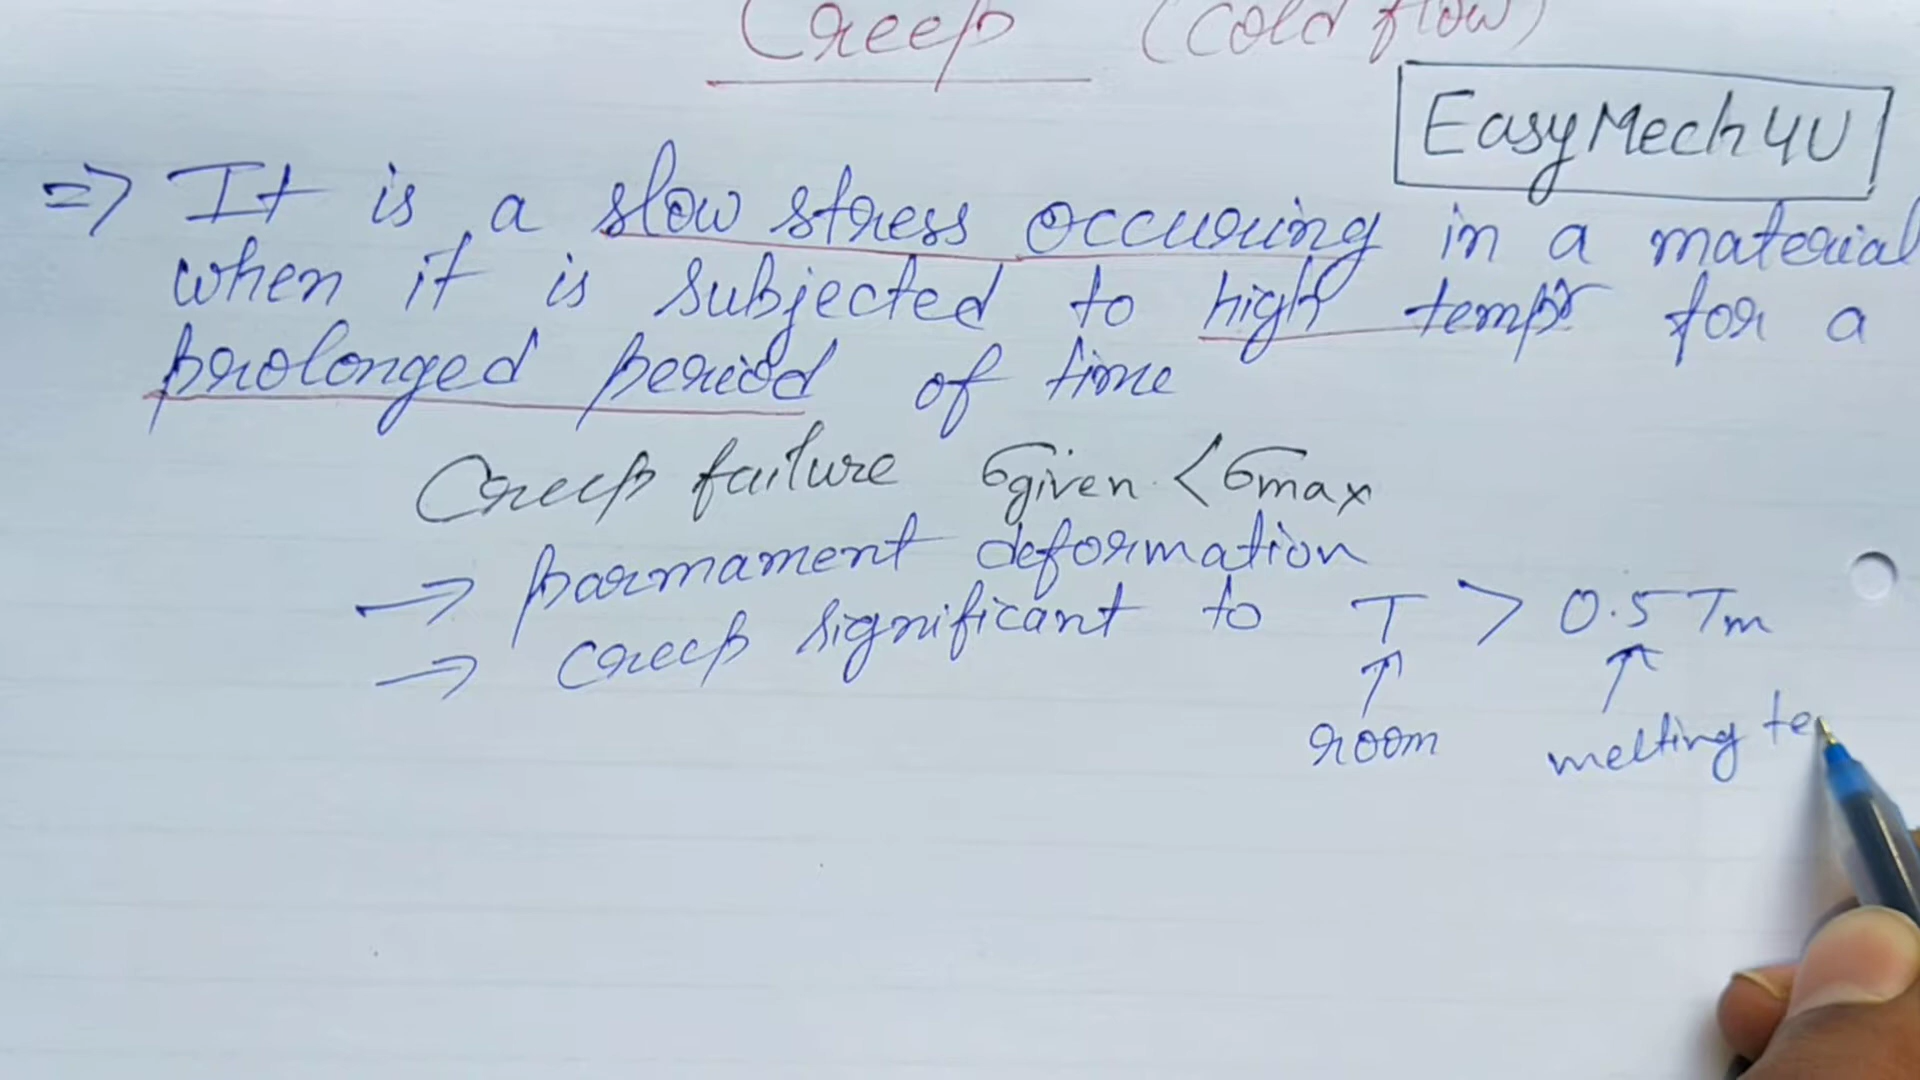 Creep (cold flow)
EasyMech4U
=> It is a slow stress occuring in a material
when it is subjected to high tempr for a
prolonged period of time
Creep failure σgiven < σmax
→ parmament deformation
→ creep significant to T > 0.5 Tm
↑ ↑
room melting te